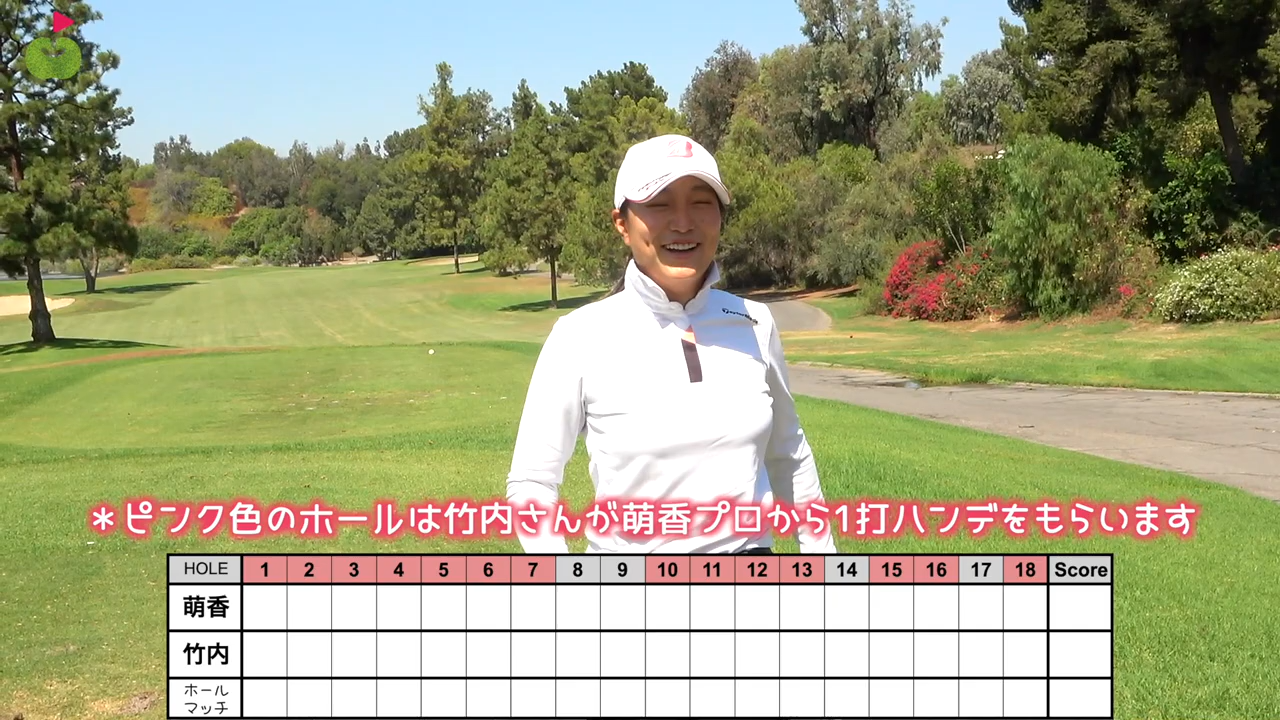 TaylorMade
＊ピンク色のホールは竹内さんが萌香プロから1打ハンデをもらいます
HOLE 1 2 3 4 5 6 7 8 9 10 11 12 13 14 15 16 17 18 Score
萌香
竹内
ホール
マッチ